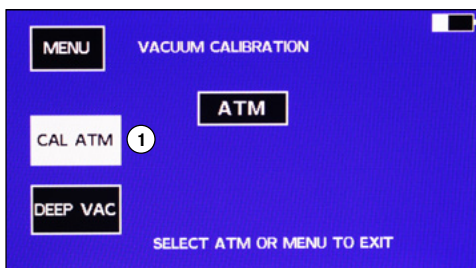 MENU VACUUM CALIBRATION
ATM
CAL ATM 1
DEEP VAC
SELECT ATM OR MENU TO EXIT